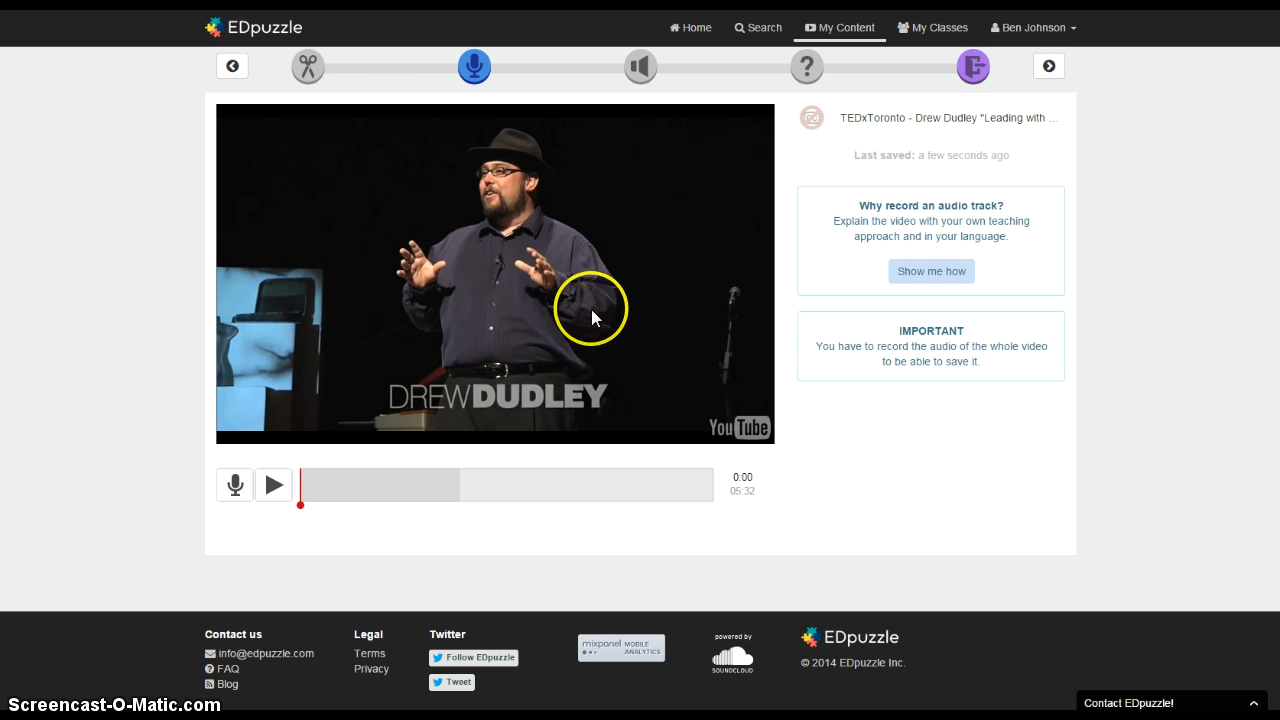 EDpuzzle
Home
Search
My Content
My Classes
Ben Johnson
?
TEDxToronto - Drew Dudley "Leading with ...
Last saved: a few seconds ago
Why record an audio track?
Explain the video with your own teaching
approach and in your language.
Show me how
IMPORTANT
You have to record the audio of the whole video
to be able to save it.
DREWDUDLEY
YouTube
0:00
05:32
Contact us
info@edpuzzle.com
FAQ
Blog
Legal
Terms
Privacy
Twitter
Follow EDpuzzle
Tweet
mixpanel MOBILE
ANALYTICS
powered by
SOUNDCLOUD
EDpuzzle
© 2014 EDpuzzle Inc.
Contact EDpuzzle!
Screencast-O-Matic.com